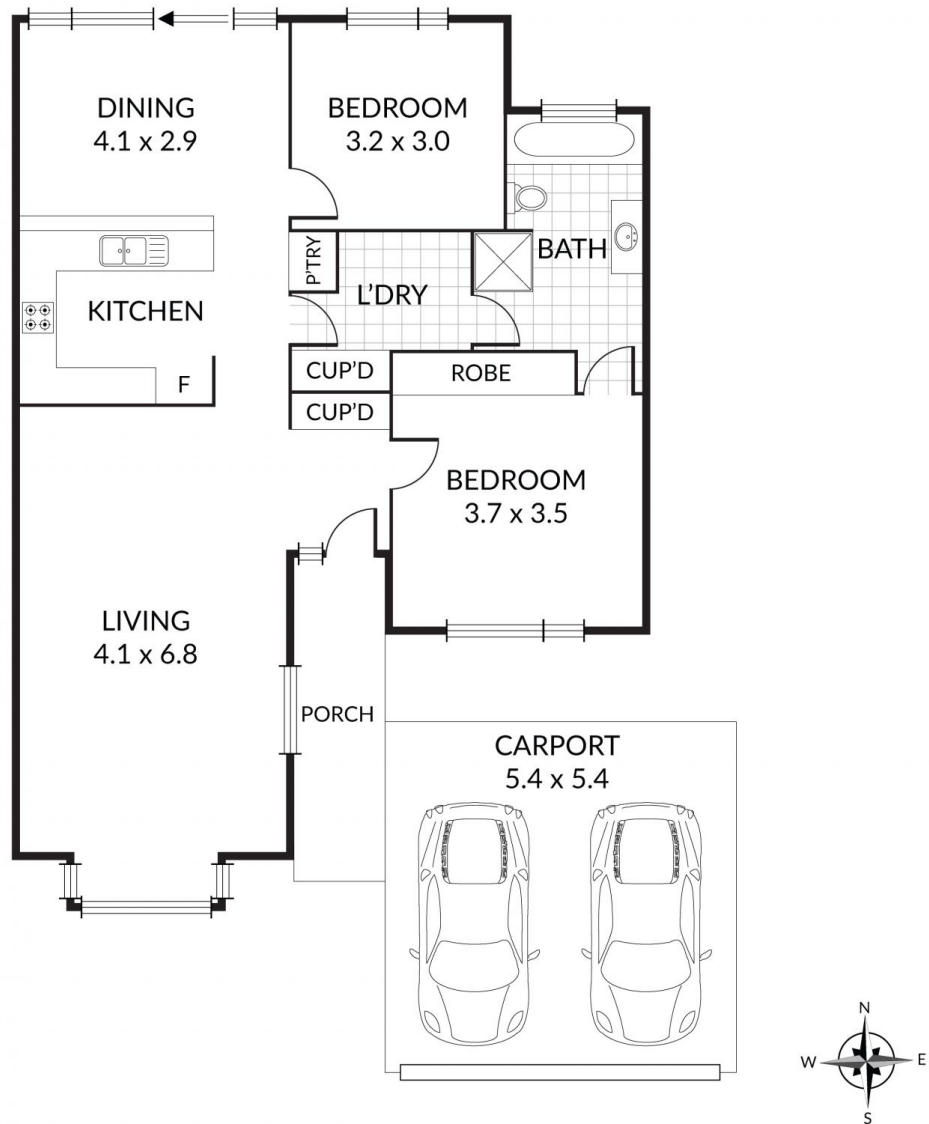 DINING
4.1 x 2.9
BEDROOM
3.2 x 3.0
P'TRY
L'DRY
BATH
KITCHEN
F
CUP'D
ROBE
CUP'D
BEDROOM
3.7 x 3.5
LIVING
4.1 x 6.8
PORCH
CARPORT
5.4 x 5.4
N
W
E
S